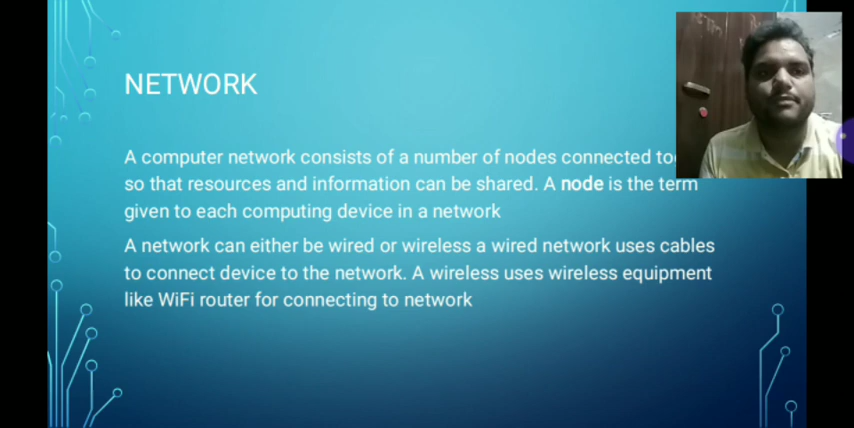 NETWORK
A computer network consists of a number of nodes connected
so that resources and information can be shared. A node is the term
given to each computing device in a network
A network can either be wired or wireless a wired network uses cables
to connect device to the network. A wireless uses wireless equipment
like WiFi router for connecting to network